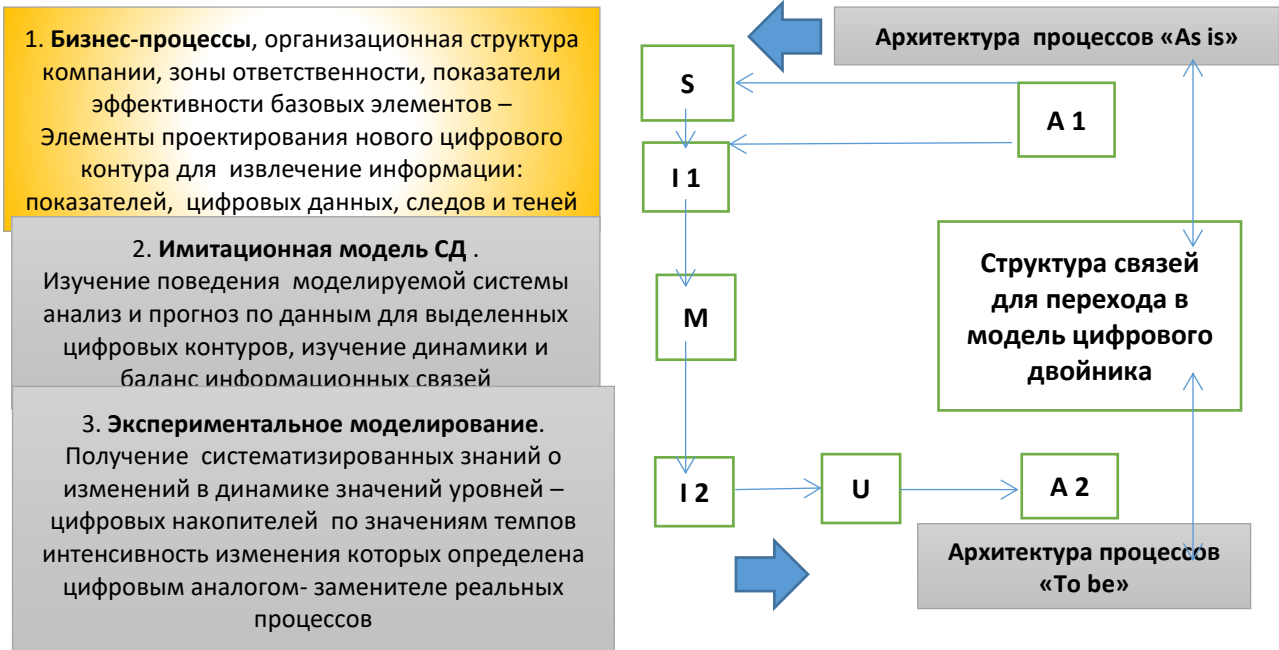 1. Бизнес-процессы, организационная структура
компании, зоны ответственности, показатели
эффективности базовых элементов –
Элементы проектирования нового цифрового
контура для извлечение информации:
показателей, цифровых данных, следов и теней
2. Имитационная модель СД .
Изучение поведения моделируемой системы
анализ и прогноз по данным для выделенных
цифровых контуров, изучение динамики и
баланс информационных связей
3. Экспериментальное моделирование.
Получение систематизированных знаний о
изменений в динамике значений уровней –
цифровых накопителей по значениям темпов
интенсивность изменения которых определена
цифровым аналогом- заменителе реальных
процессов
Архитектура процессов «As is»
S
A 1
I 1
M
Структура связей
для перехода в
модель цифрового
двойника
I 2
U
A 2
Архитектура процессов
«To be»